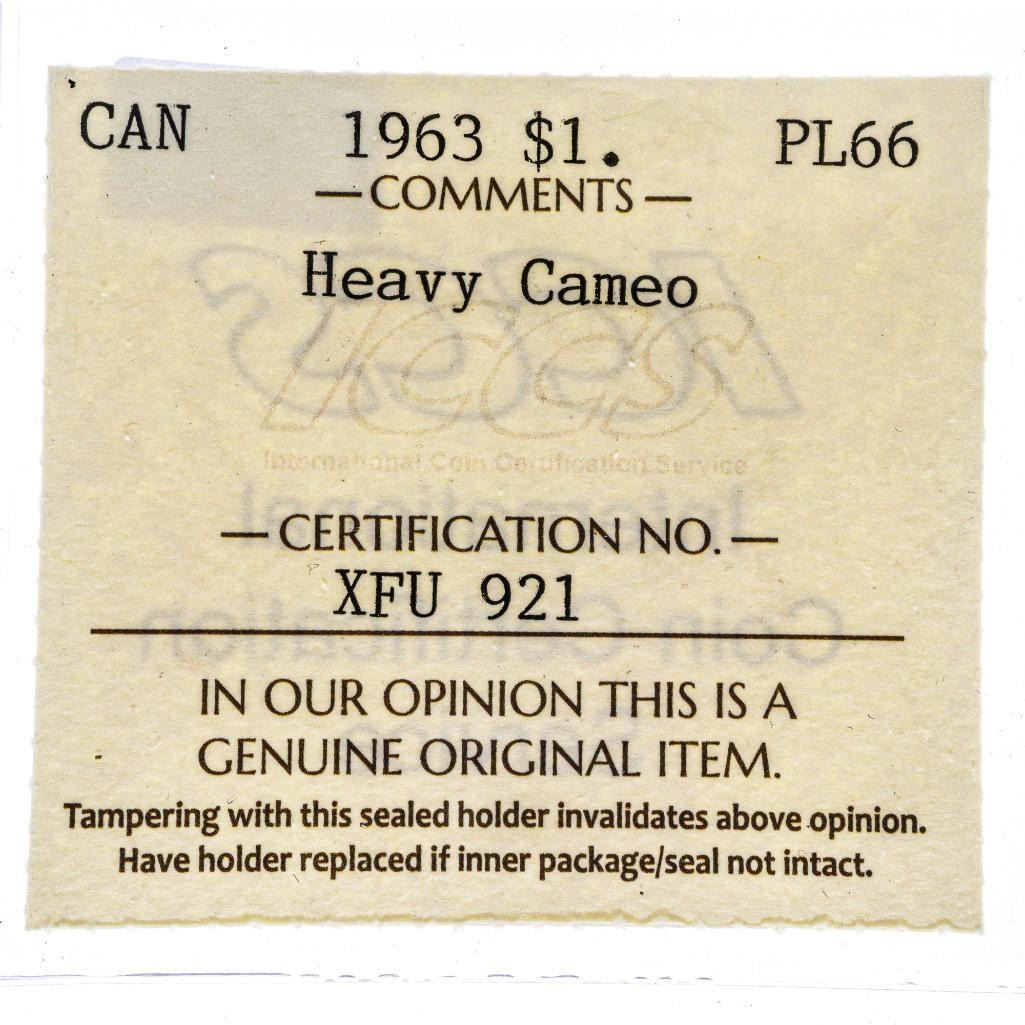 CAN 1963 $1. PL66
— COMMENTS —
Heavy Cameo
ICCS
International Coin Certification Service
— CERTIFICATION NO. —
XFU 921
IN OUR OPINION THIS IS A
GENUINE ORIGINAL ITEM.
Tampering with this sealed holder invalidates above opinion.
Have holder replaced if inner package/seal not intact.